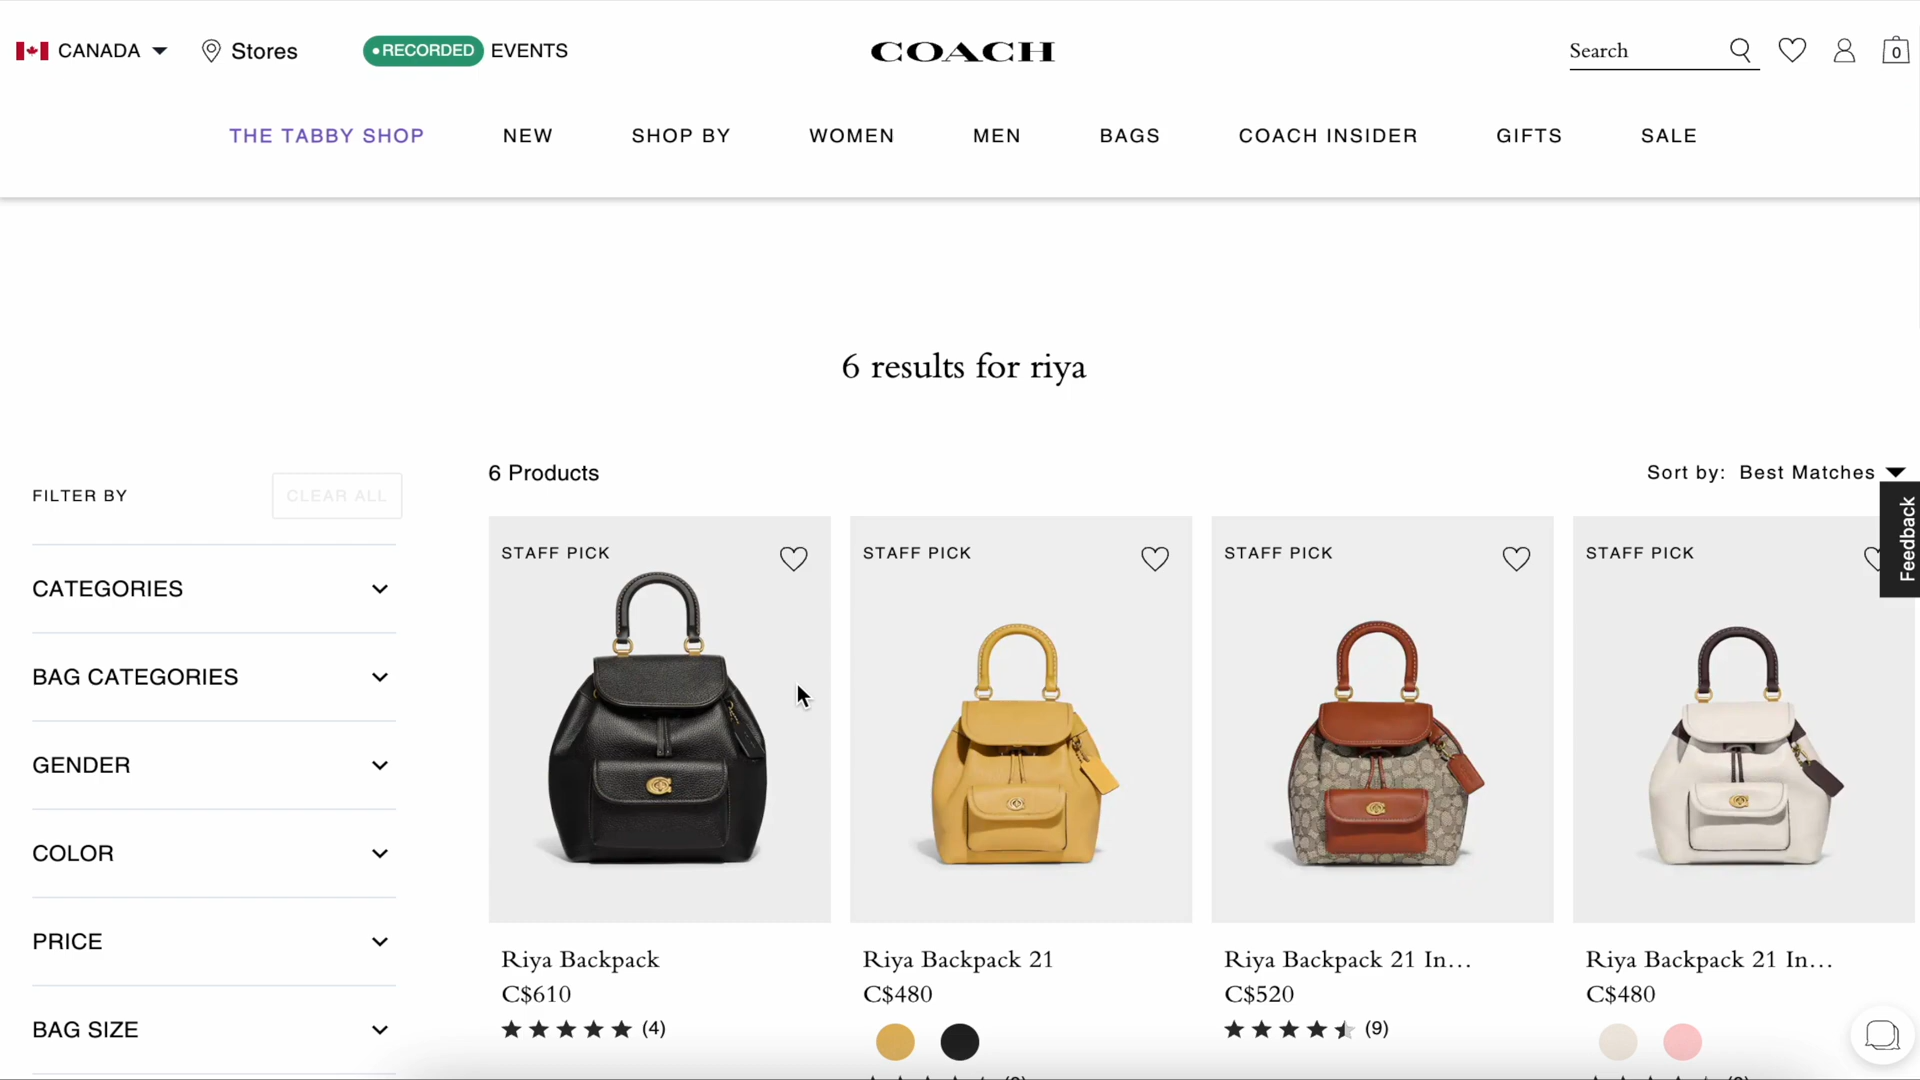 CANADA
Stores
•RECORDED EVENTS
COACH
Search
0
THE TABBY SHOP
NEW
SHOP BY
WOMEN
MEN
BAGS
COACH INSIDER
GIFTS
SALE
6 results for riya
FILTER BY
CLEAR ALL
6 Products
Sort by: Best Matches
Feedback
CATEGORIES
BAG CATEGORIES
GENDER
COLOR
PRICE
BAG SIZE
STAFF PICK
Riya Backpack
C$610
(4)
STAFF PICK
Riya Backpack 21
C$480
STAFF PICK
Riya Backpack 21 In...
C$520
(9)
STAFF PICK
Riya Backpack 21 In...
C$480